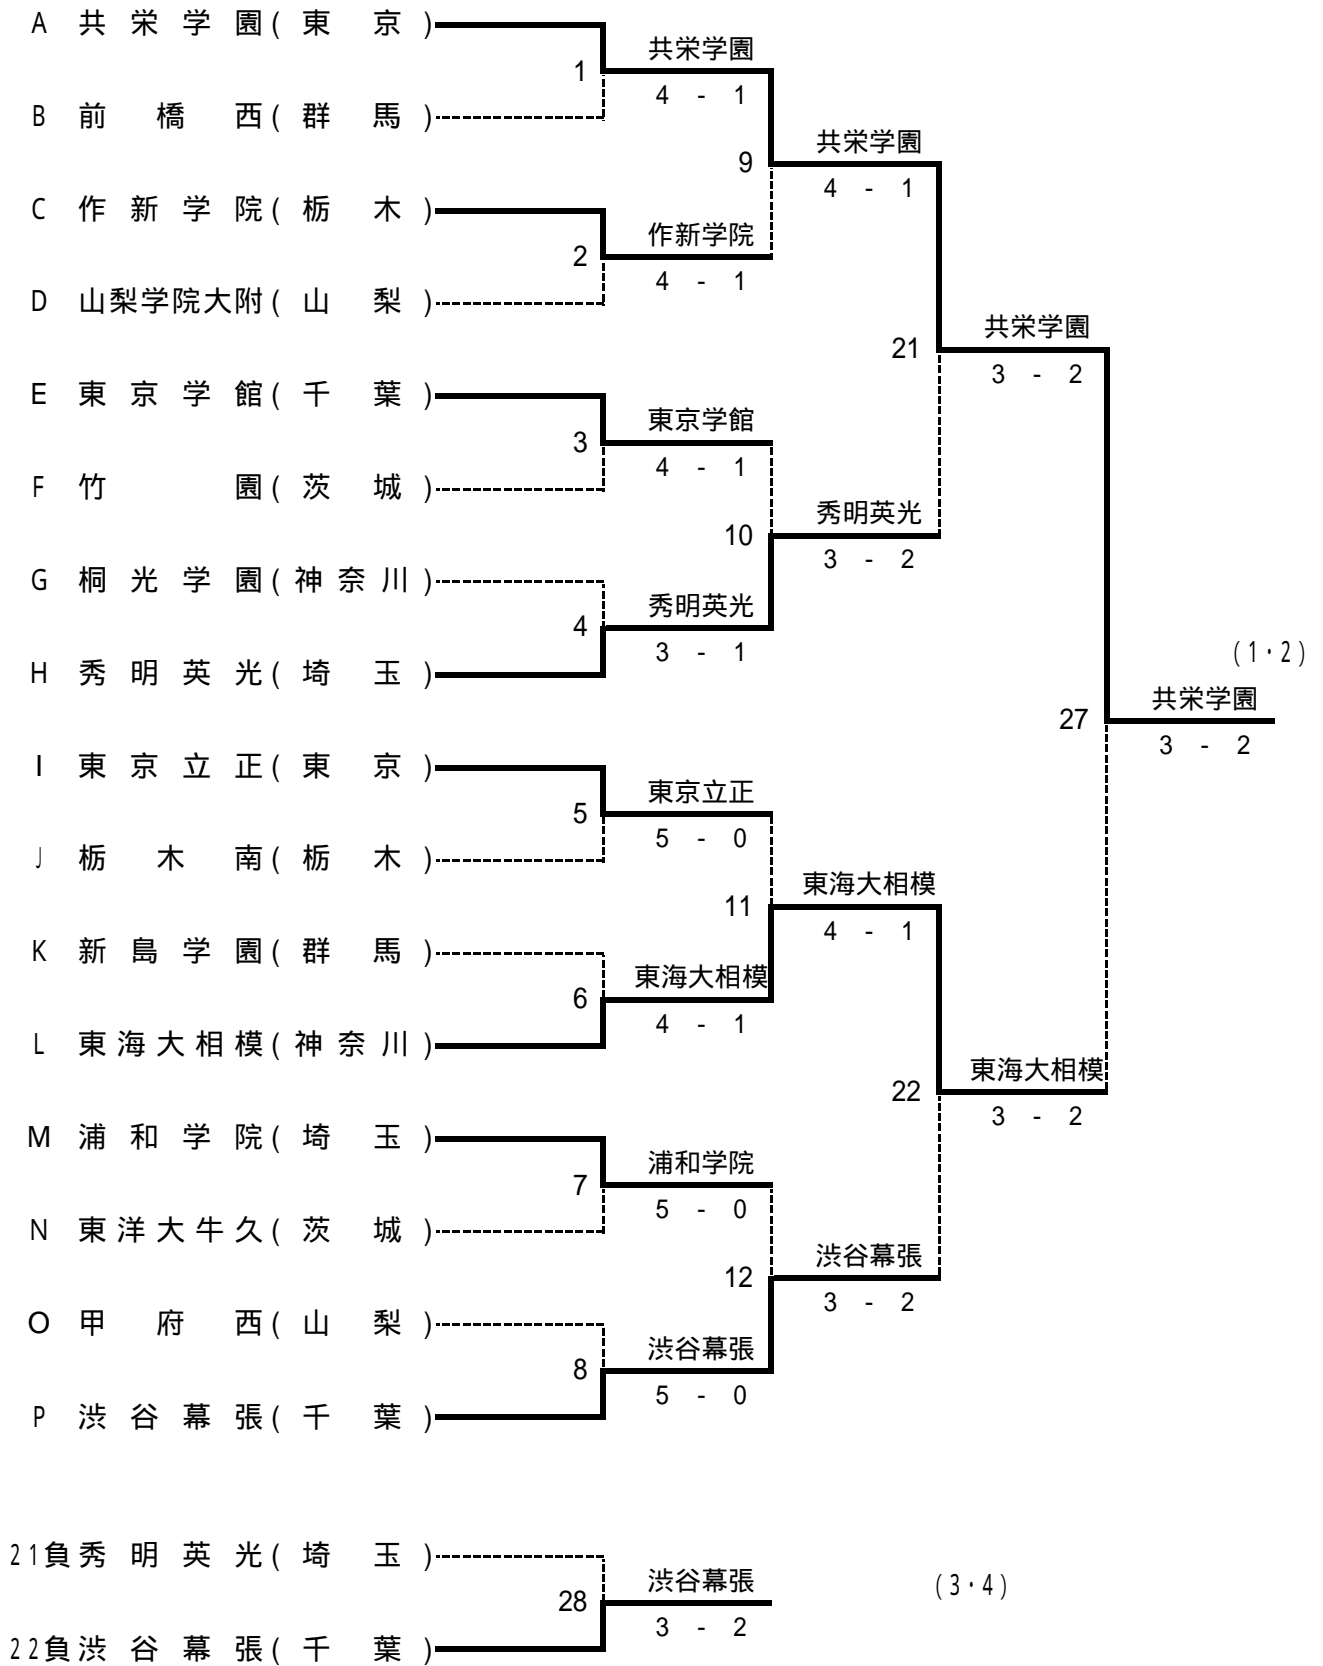 A 共栄学園(東京)
共栄学園
1
4 - 1
B 前橋西(群馬)
共栄学園
9
4 - 1
C 作新学院(栃木)
作新学院
2
4 - 1
D 山梨学院大附(山梨)
共栄学園
21
3 - 2
E 東京学館(千葉)
東京学館
3
4 - 1
F 竹園(茨城)
秀明英光
10
3 - 2
G 桐光学園(神奈川)
秀明英光
4
3 - 1
H 秀明英光(埼玉)
(1・2)
共栄学園
27
3 - 2
I 東京立正(東京)
東京立正
5
5 - 0
J 栃木南(栃木)
東海大相模
11
4 - 1
K 新島学園(群馬)
東海大相模
6
4 - 1
L 東海大相模(神奈川)
東海大相模
22
3 - 2
M 浦和学院(埼玉)
浦和学院
7
5 - 0
N 東洋大牛久(茨城)
渋谷幕張
12
3 - 2
O 甲府西(山梨)
渋谷幕張
8
5 - 0
P 渋谷幕張(千葉)
21負秀明英光(埼玉)
渋谷幕張
(3・4)
28
3 - 2
22負渋谷幕張(千葉)